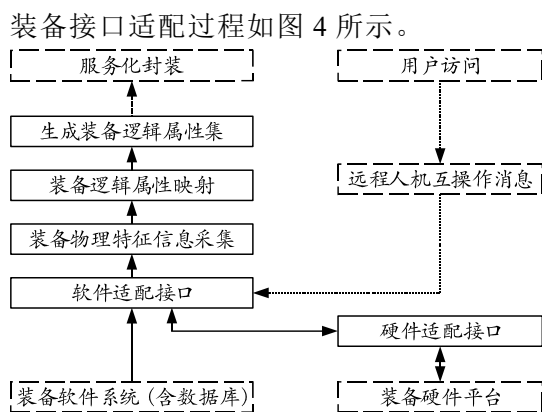 装备接口适配过程如图 4 所示。
服务化封装
用户访问
生成装备逻辑属性集
装备逻辑属性映射
远程人机互操作消息
装备物理特征信息采集
软件适配接口
硬件适配接口
装备软件系统(含数据库)
装备硬件平台